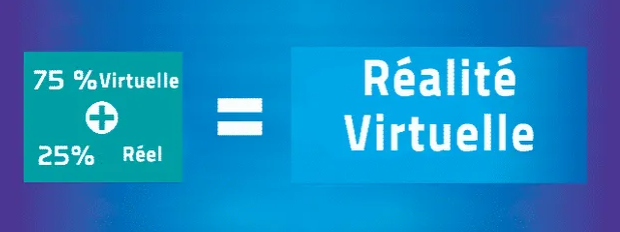 75 % Virtuelle
+
25% Réel
=
Réalité
Virtuelle